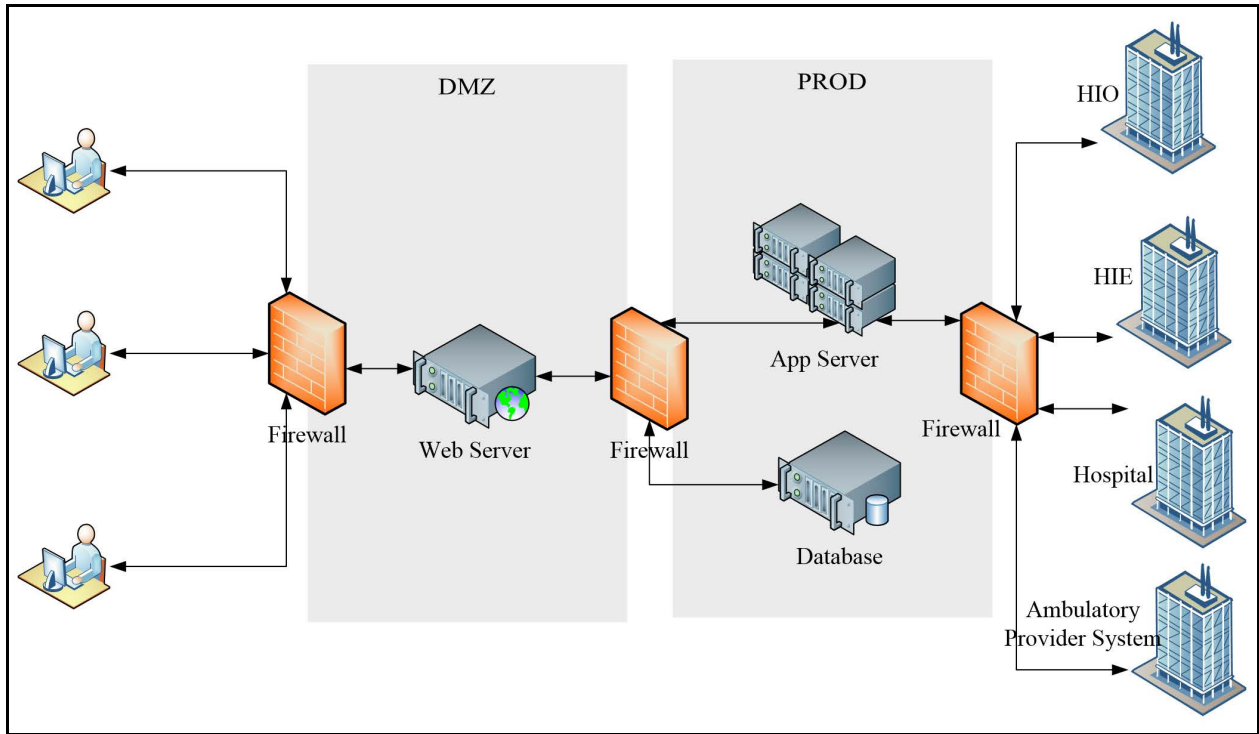 DMZ
PROD
HIO
HIE
App Server
Firewall
Web Server
Firewall
Firewall
Hospital
Database
Ambulatory
Provider System